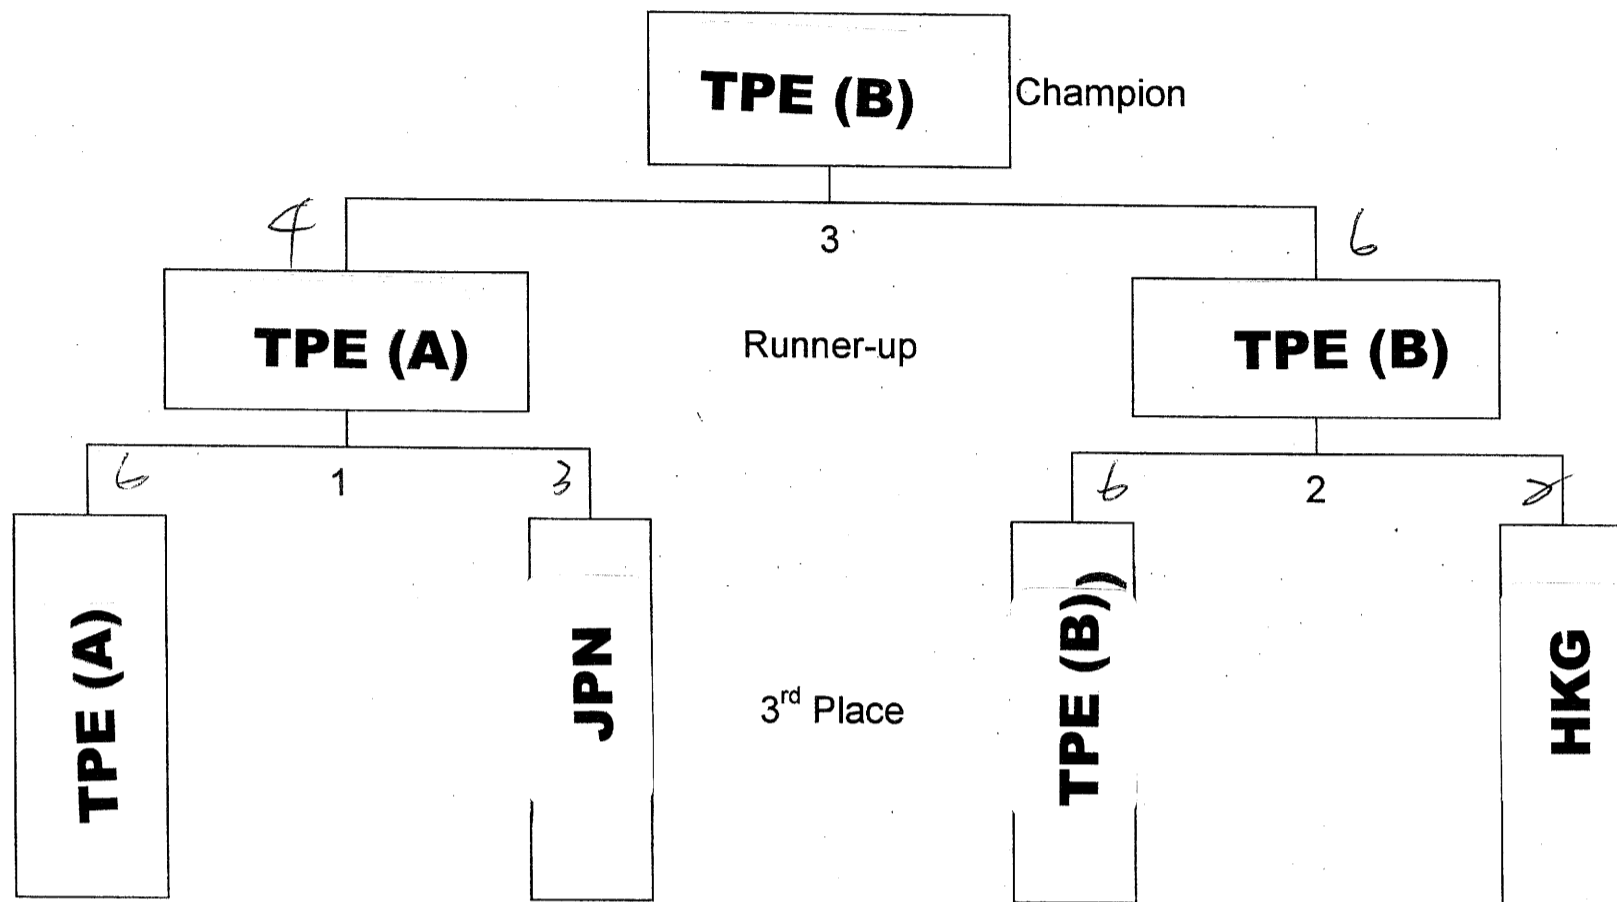 TPE (B)
Champion
4
3
6
TPE (A)
Runner-up
TPE (B)
6
1
3
6
2
2
TPE (A)
JPN
3rd Place
TPE (B))
HKG